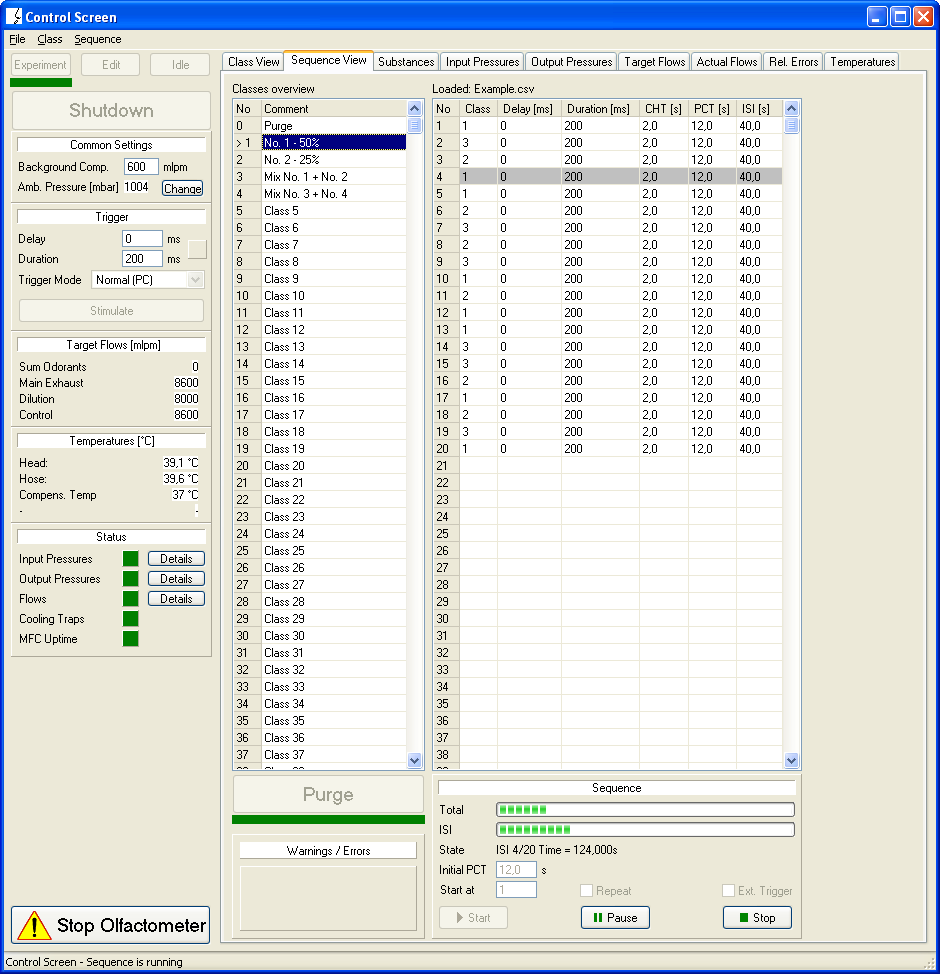 Control Screen
File Class Sequence
Experiment Edit Idle
Shutdown
Common Settings
Background Comp. 600 mlpm
Amb. Pressure [mbar] 1004 Change
Trigger
Delay 0 ms
Duration 200 ms
Trigger Mode Normal (PC)
Stimulate
Target Flows [mlpm]
Sum Odorants 0
Main Exhaust 8600
Dilution 8000
Control 8600
Temperatures [°C]
Head: 39,1 °C
Hose: 39,6 °C
Compens. Temp 37 °C
- -
Status
Input Pressures Details
Output Pressures Details
Flows Details
Cooling Traps
MFC Uptime
Stop Olfactometer
Class View Sequence View Substances Input Pressures Output Pressures Target Flows Actual Flows Rel. Errors Temperatures
Classes overview
No Comment
0 Purge
> 1 No. 1 - 50%
2 No. 2 - 25%
3 Mix No. 1 + No. 2
4 Mix No. 3 + No. 4
5 Class 5
6 Class 6
7 Class 7
8 Class 8
9 Class 9
10 Class 10
11 Class 11
12 Class 12
13 Class 13
14 Class 14
15 Class 15
16 Class 16
17 Class 17
18 Class 18
19 Class 19
20 Class 20
21 Class 21
22 Class 22
23 Class 23
24 Class 24
25 Class 25
26 Class 26
27 Class 27
28 Class 28
29 Class 29
30 Class 30
31 Class 31
32 Class 32
33 Class 33
34 Class 34
35 Class 35
36 Class 36
37 Class 37
Purge
Warnings / Errors
Loaded: Example.csv
No Class Delay [ms] Duration [ms] CHT [s] PCT [s] ISI [s]
1 1 0 200 2,0 12,0 40,0
2 3 0 200 2,0 12,0 40,0
3 2 0 200 2,0 12,0 40,0
4 1 0 200 2,0 12,0 40,0
5 1 0 200 2,0 12,0 40,0
6 2 0 200 2,0 12,0 40,0
7 3 0 200 2,0 12,0 40,0
8 2 0 200 2,0 12,0 40,0
9 3 0 200 2,0 12,0 40,0
10 1 0 200 2,0 12,0 40,0
11 2 0 200 2,0 12,0 40,0
12 1 0 200 2,0 12,0 40,0
13 1 0 200 2,0 12,0 40,0
14 3 0 200 2,0 12,0 40,0
15 3 0 200 2,0 12,0 40,0
16 2 0 200 2,0 12,0 40,0
17 1 0 200 2,0 12,0 40,0
18 2 0 200 2,0 12,0 40,0
19 3 0 200 2,0 12,0 40,0
20 1 0 200 2,0 12,0 40,0
21
22
23
24
25
26
27
28
29
30
31
32
33
34
35
36
37
38
Sequence
Total
ISI
State ISI 4/20 Time = 124,000s
Initial PCT 12,0 s
Start at 1 Repeat Ext. Trigger
Start Pause Stop
Control Screen - Sequence is running